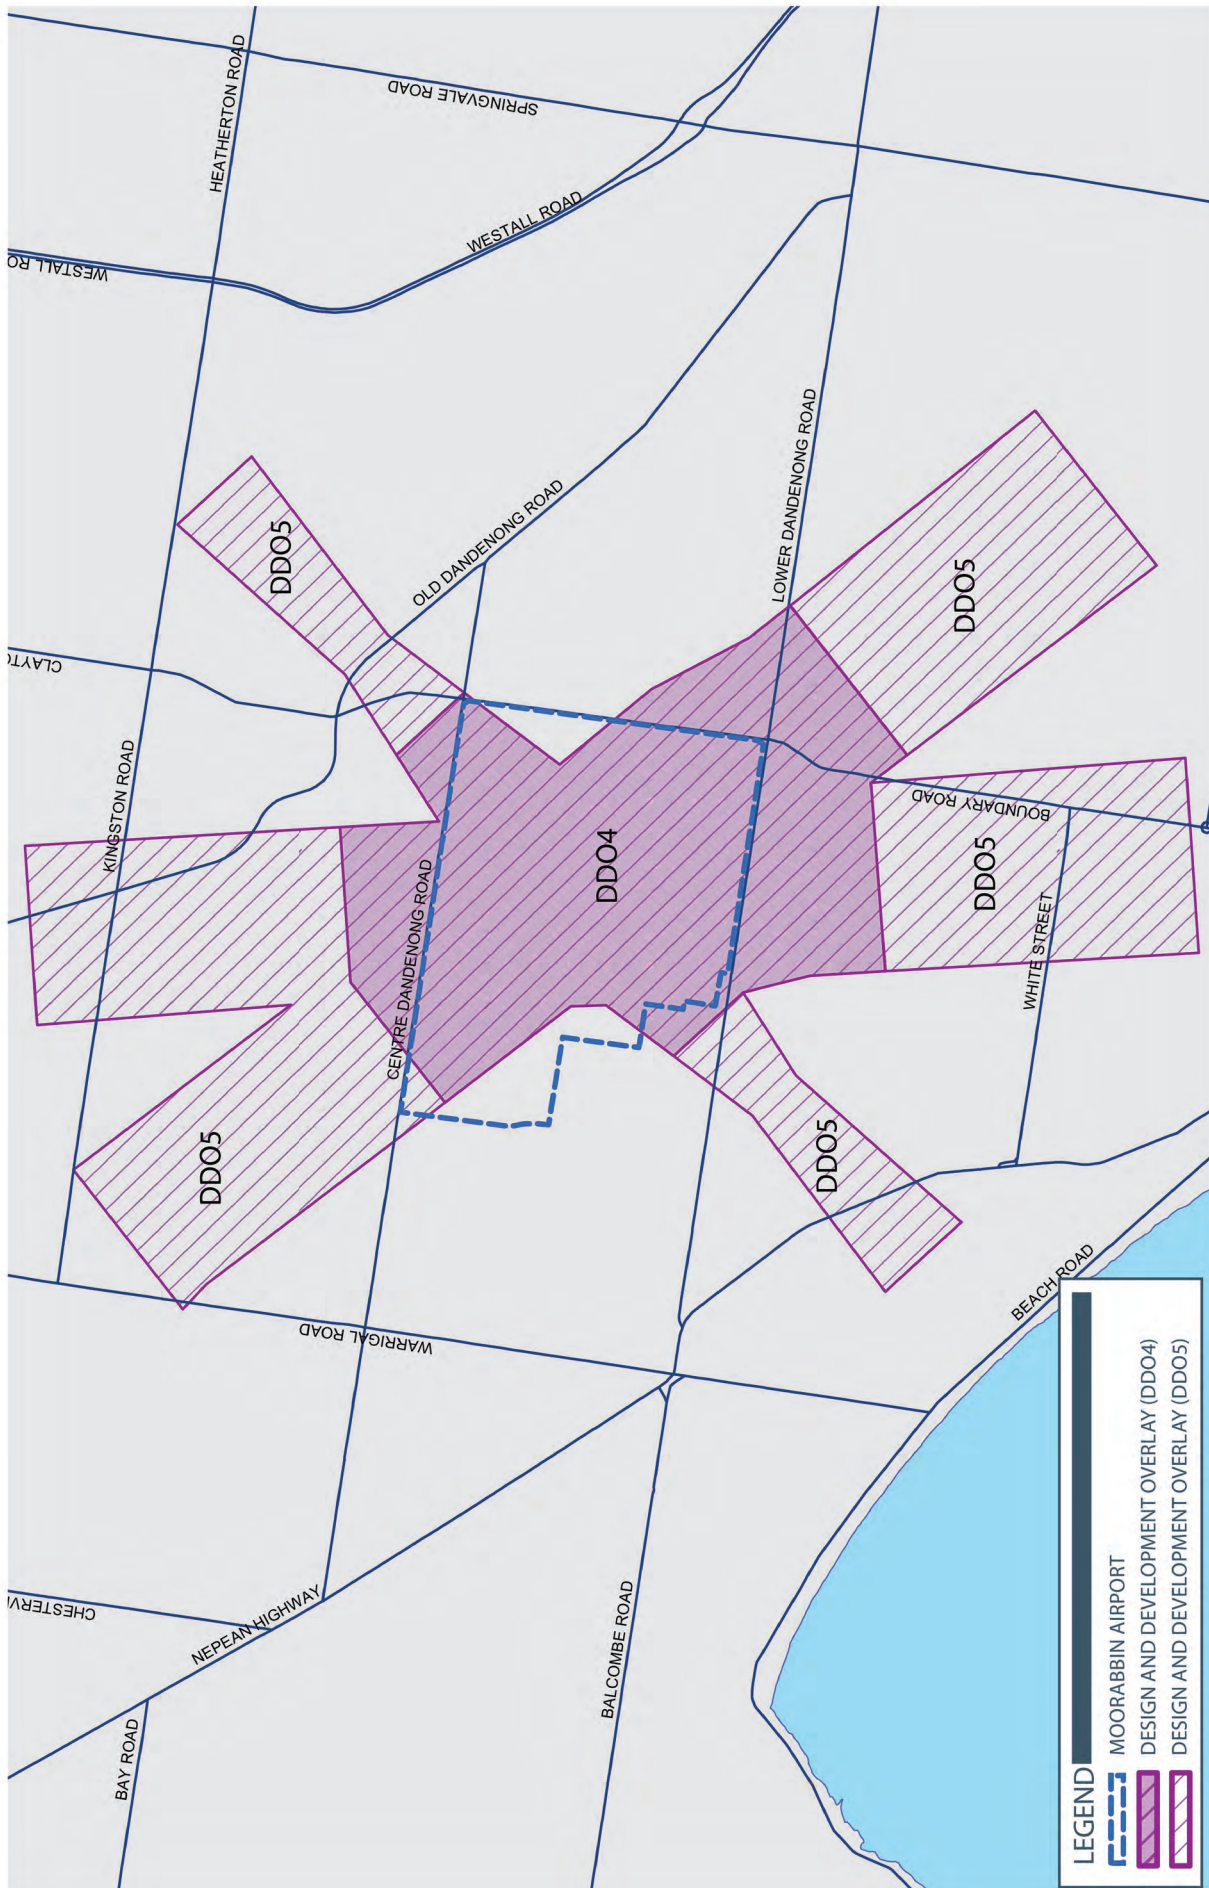 CHESTERVI
BAY ROAD
NEPEAN HIGHWAY
WARRIGAL ROAD
KINGSTON ROAD
CLAYTO
WESTALL RO
HEATHERTON ROAD
DDO5
DDO5
CENTRE DANDENONG ROAD
OLD DANDENONG ROAD
WESTALL ROAD
SPRINGVALE ROAD
BALCOMBE ROAD
DDO4
LOWER DANDENONG ROAD
DDO5
DDO5
DDO5
BOUNDARY ROAD
WHITE STREET
BEACH ROAD
LEGEND
MOORABBIN AIRPORT
DESIGN AND DEVELOPMENT OVERLAY (DDO4)
DESIGN AND DEVELOPMENT OVERLAY (DDO5)